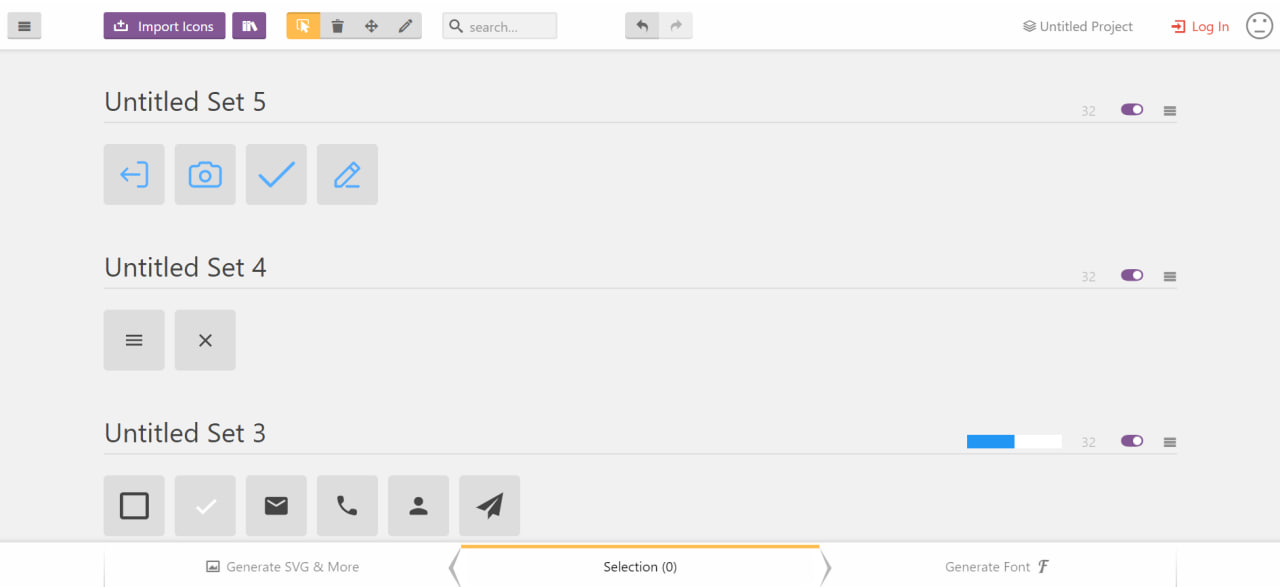 Import Icons
search...
Untitled Project
Log In
Untitled Set 5
32
Untitled Set 4
32
Untitled Set 3
32
Generate SVG & More
Selection (0)
Generate Font